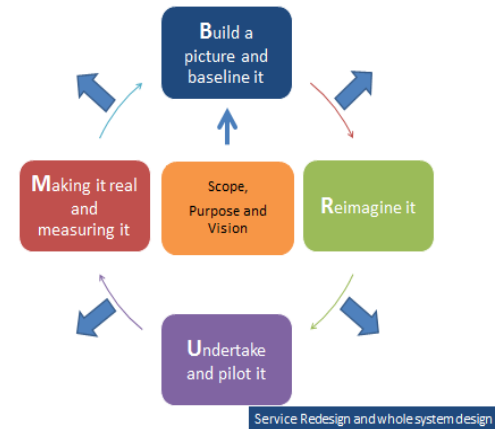 Build a
picture and
baseline it
Making it real
and
measuring it
Scope,
Purpose and
Vision
Reimagine it
Undertake
and pilot it
Service Redesign and whole system design